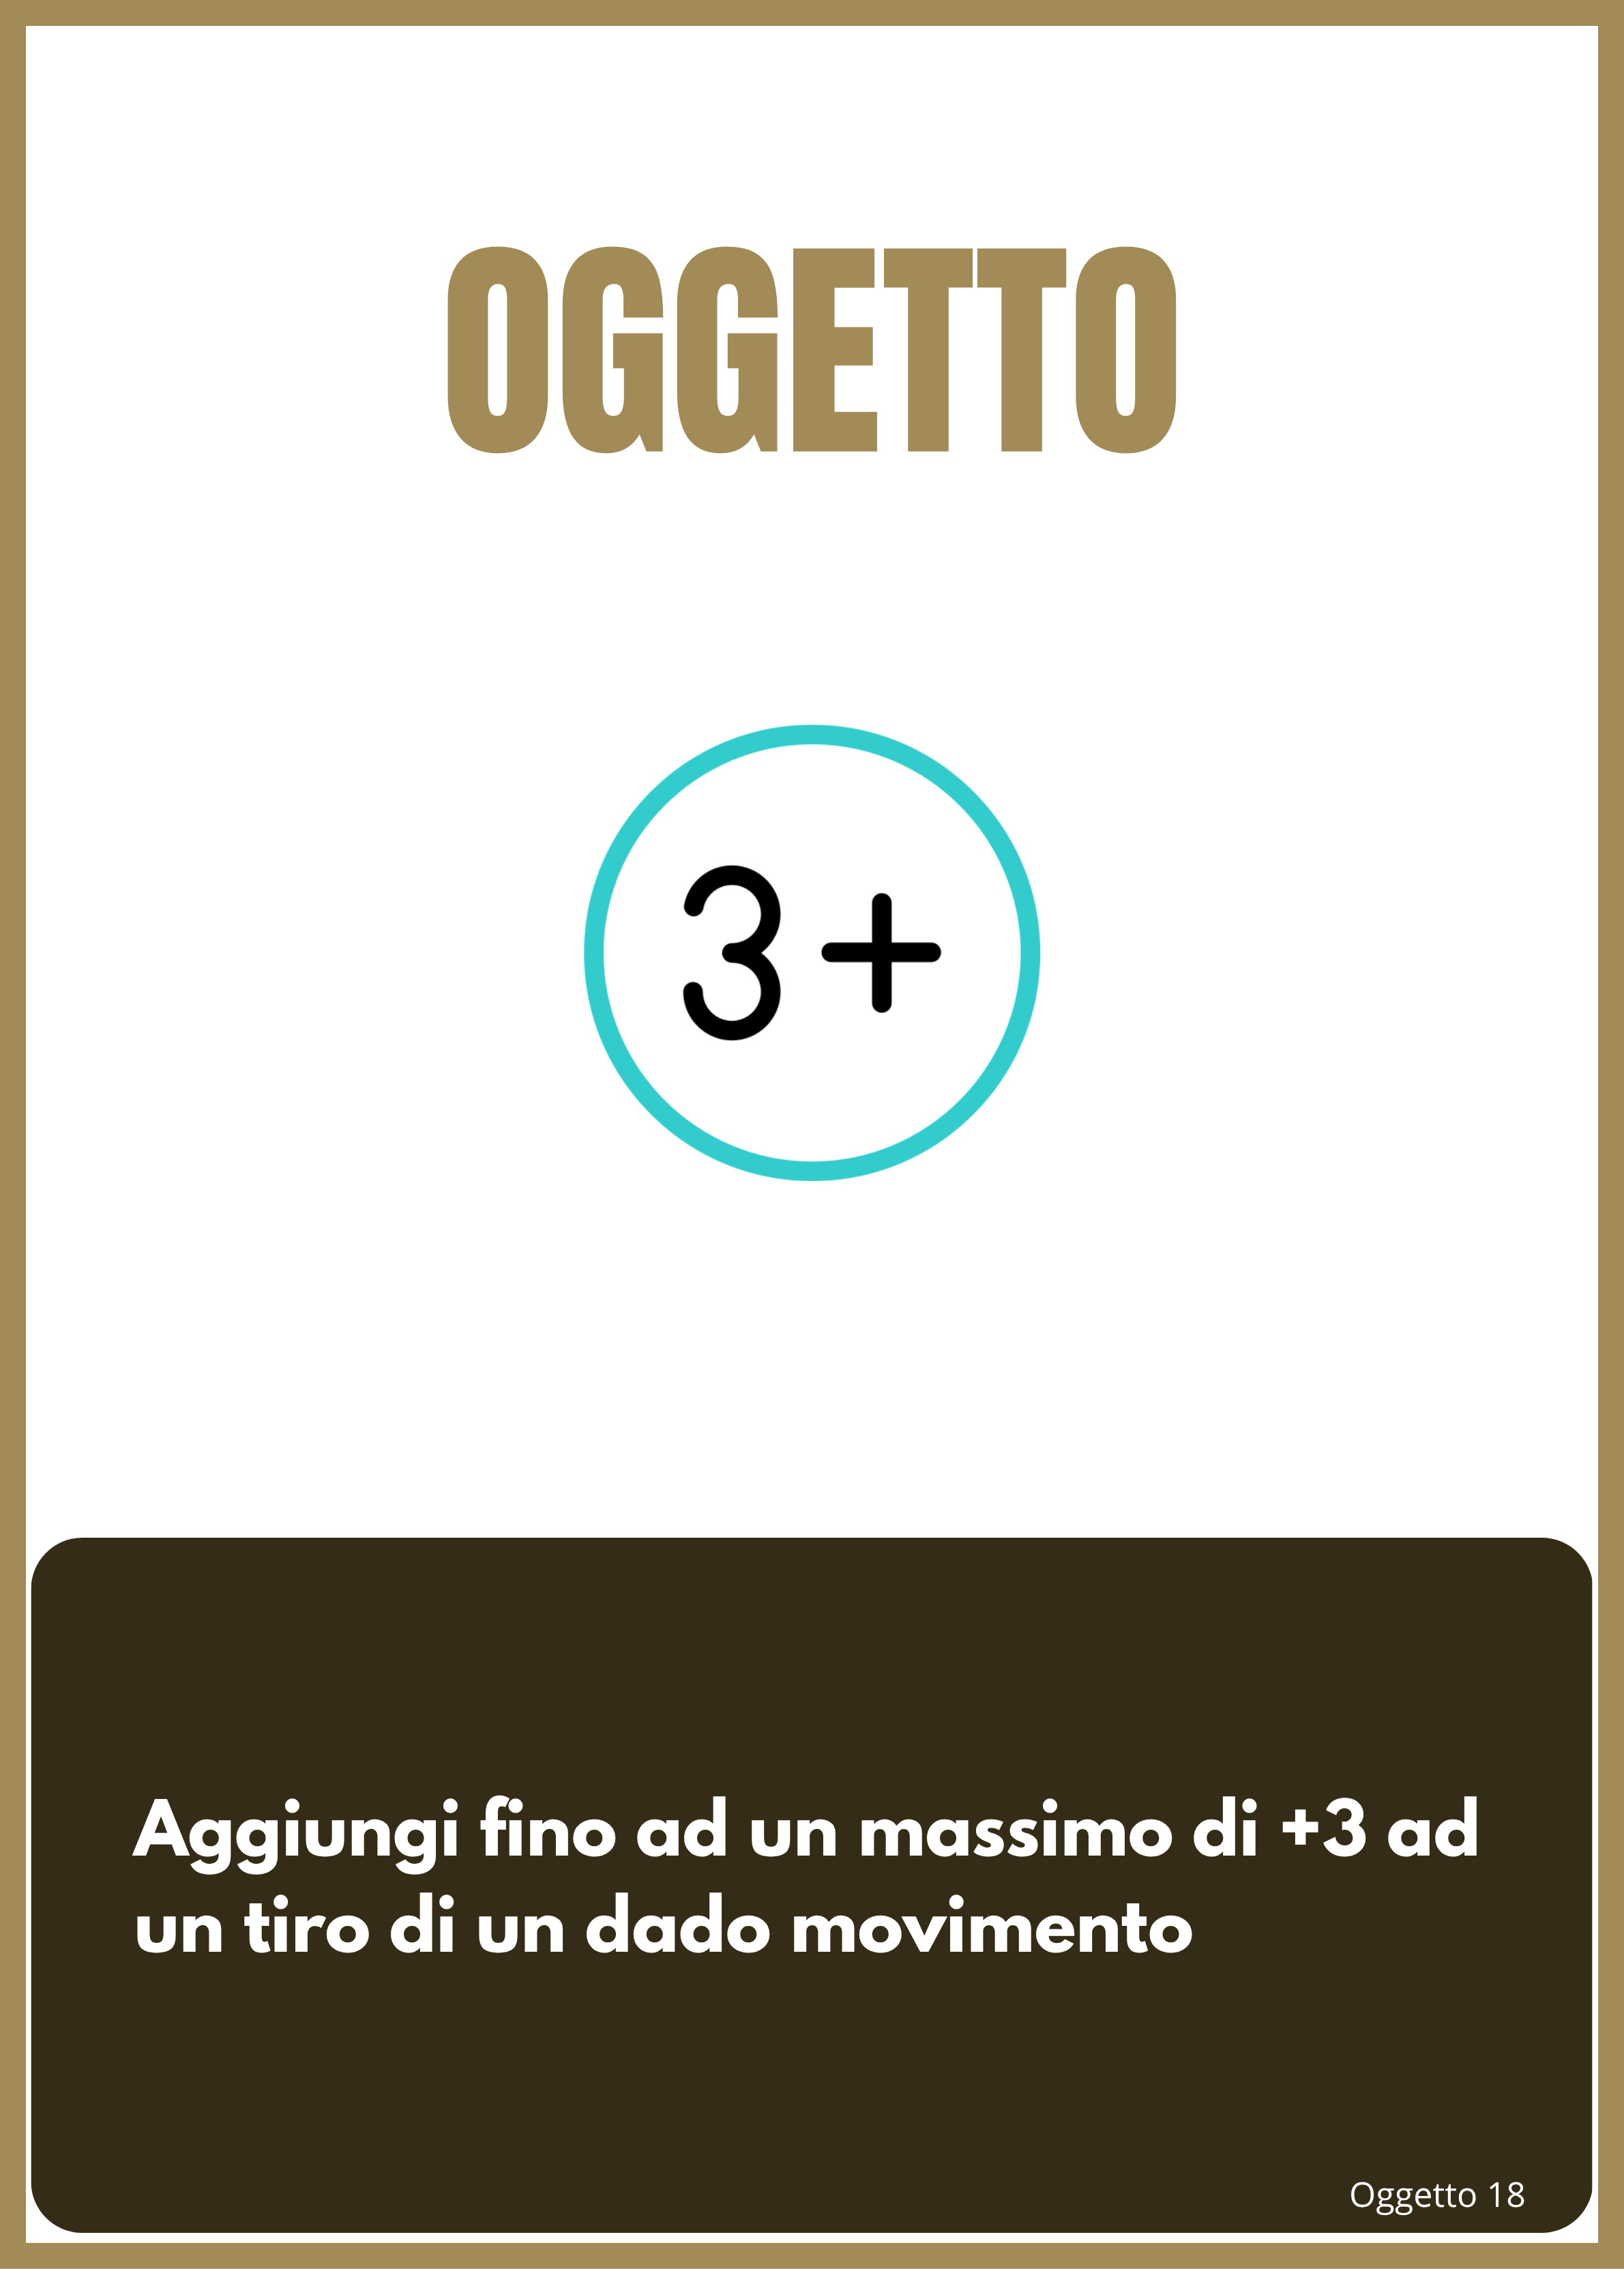 OGGETTO
3+
Aggiungi fino ad un massimo di +3 ad
un tiro di un dado movimento
Oggetto 18